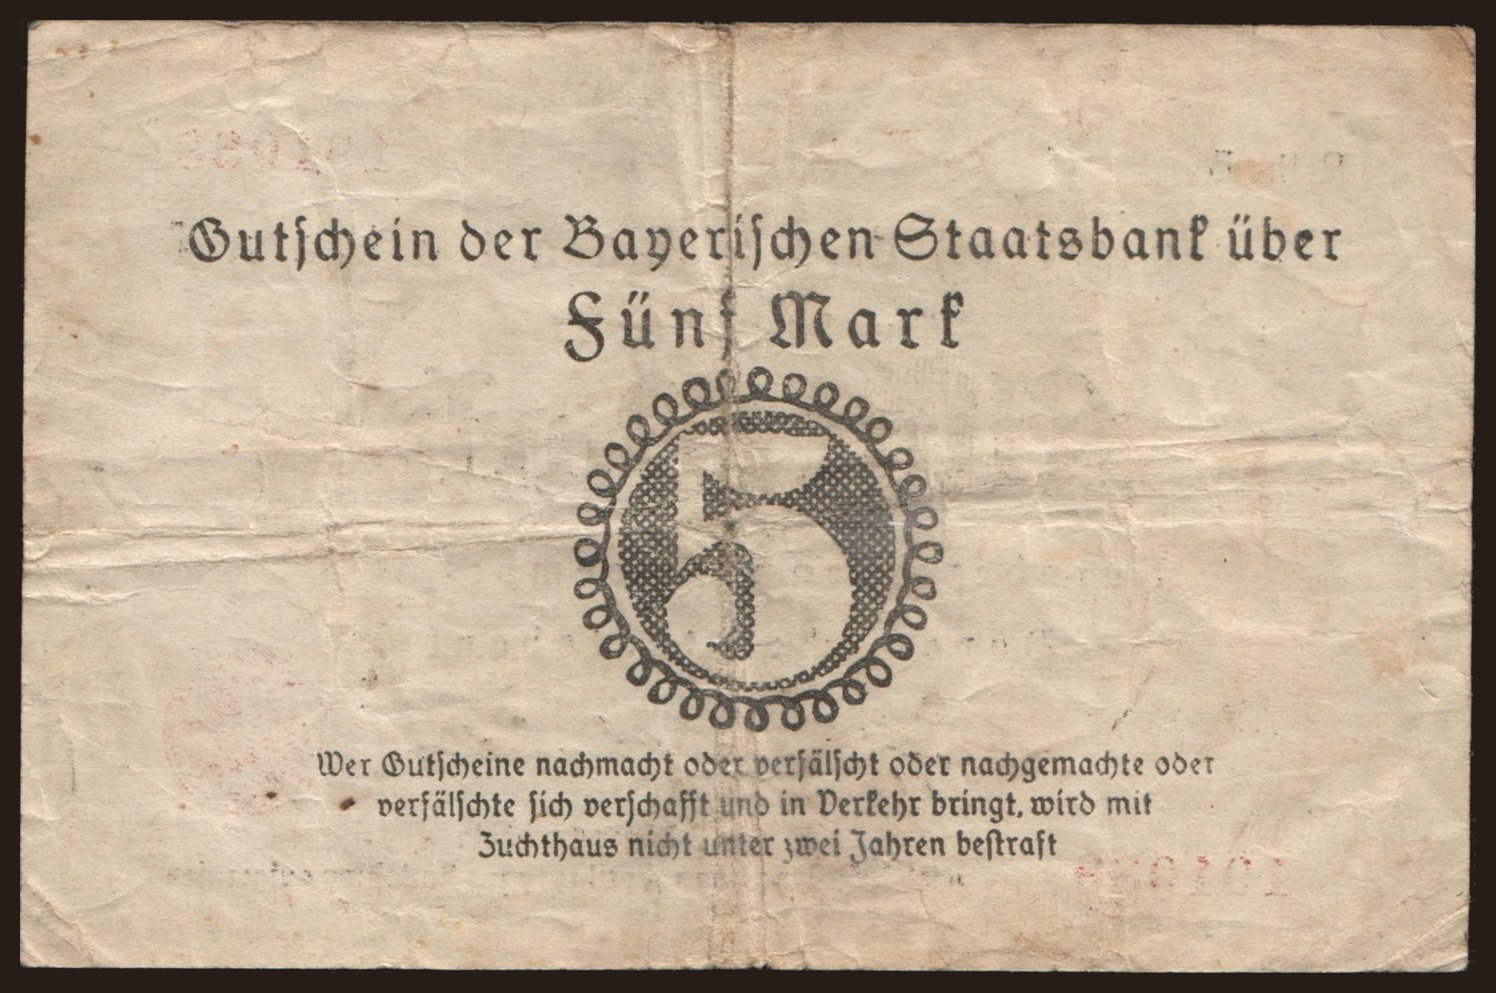 Gutschein der Bayerischen Staatsbank über
Fünf Mark
5
Wer Gutscheine nachmacht oder verfälscht oder nachgemachte oder
verfälschte sich verschafft und in Verkehr bringt, wird mit
Zuchthaus nicht unter zwei Jahren bestraft